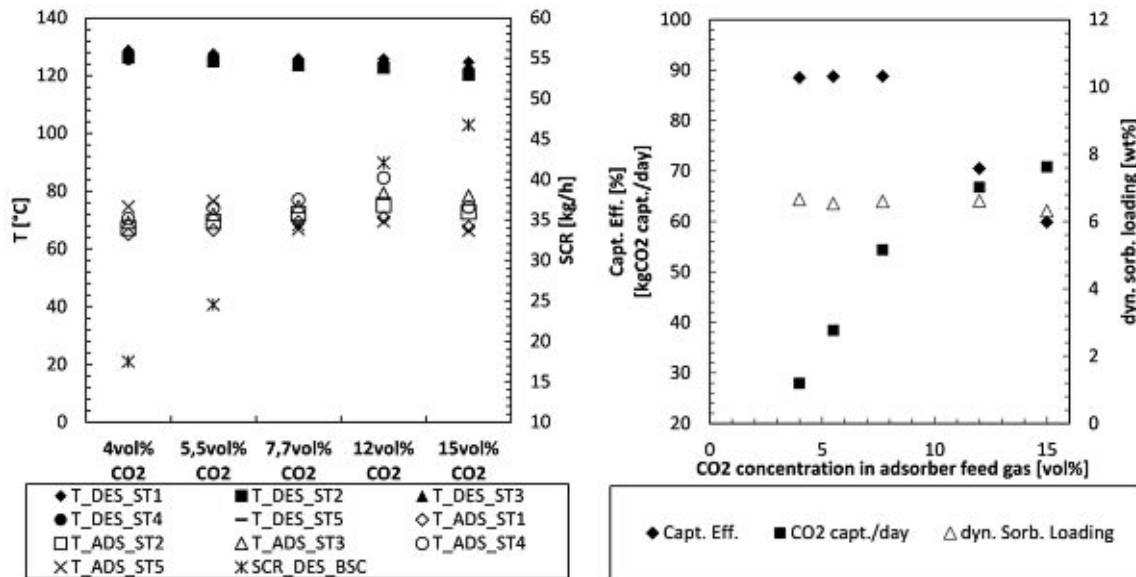 140
120
100
80
60
40
20
0
T [°C]
60
55
50
45
40
35
30
25
20
15
10
SCR [kg/h]
4vol% 5,5vol% 7,7vol% 12vol% 15vol%
CO2 CO2 CO2 CO2 CO2
T_DES_ST1 T_DES_ST2 T_DES_ST3
T_DES_ST4 T_DES_ST5 T_ADS_ST1
T_ADS_ST2 T_ADS_ST3 T_ADS_ST4
T_ADS_ST5 SCR_DES_BSC
100
90
80
70
60
50
40
30
20
Capt. Eff. [%]
[kgCO2 capt./day]
12
10
8
6
4
2
0
dyn. sorb. loading [wt%]
0 5 10 15
CO2 concentration in adsorber feed gas [vol%]
Capt. Eff. CO2 capt./day dyn. Sorb. Loading